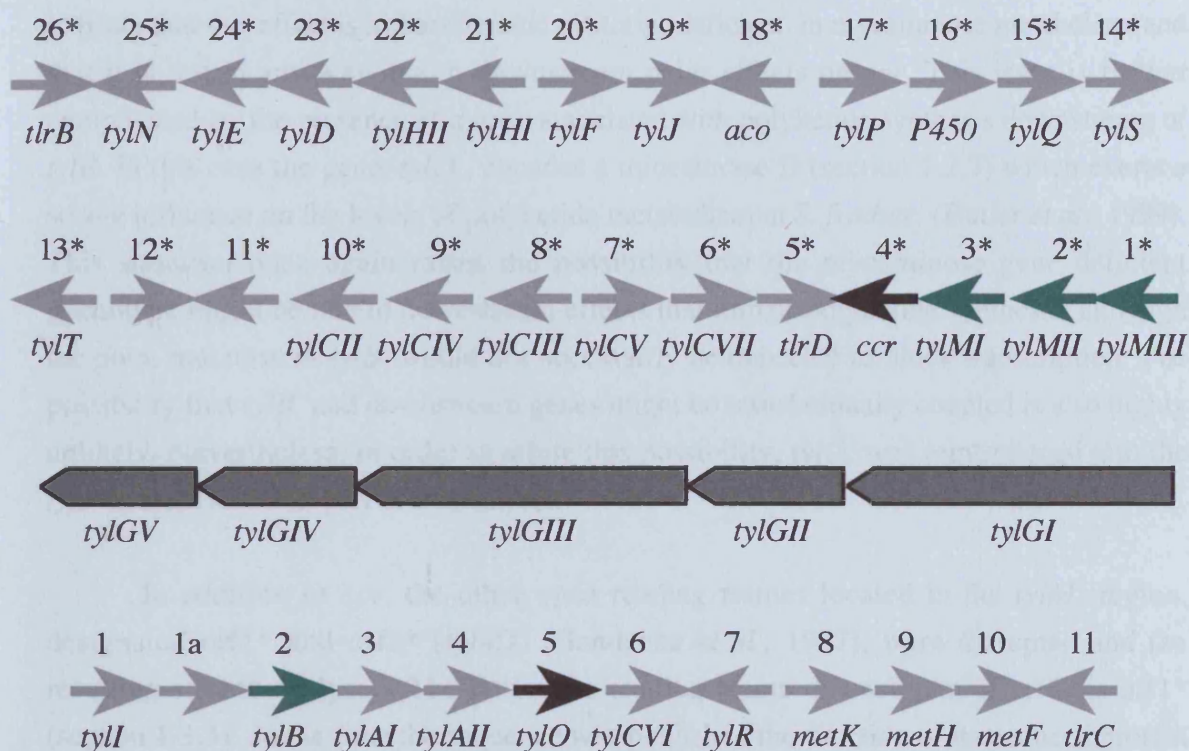 26* 25* 24* 23* 22* 21* 20* 19* 18* 17* 16* 15* 14*
tlrB tylN tylE tylD tylHII tylHI tylF tylJ aco tylP P450 tylQ tylS
13* 12* 11* 10* 9* 8* 7* 6* 5* 4* 3* 2* 1*
tylT tylCII tylCIV tylCIII tylCV tylCVII tlrD ccr tylMI tylMII tylMIII
tylGV tylGIV tylGIII tylGII tylGI
1 1a 2 3 4 5 6 7 8 9 10 11
tylI tylB tylAI tylAII tylO tylCVI tylR metK metH metF tlrC